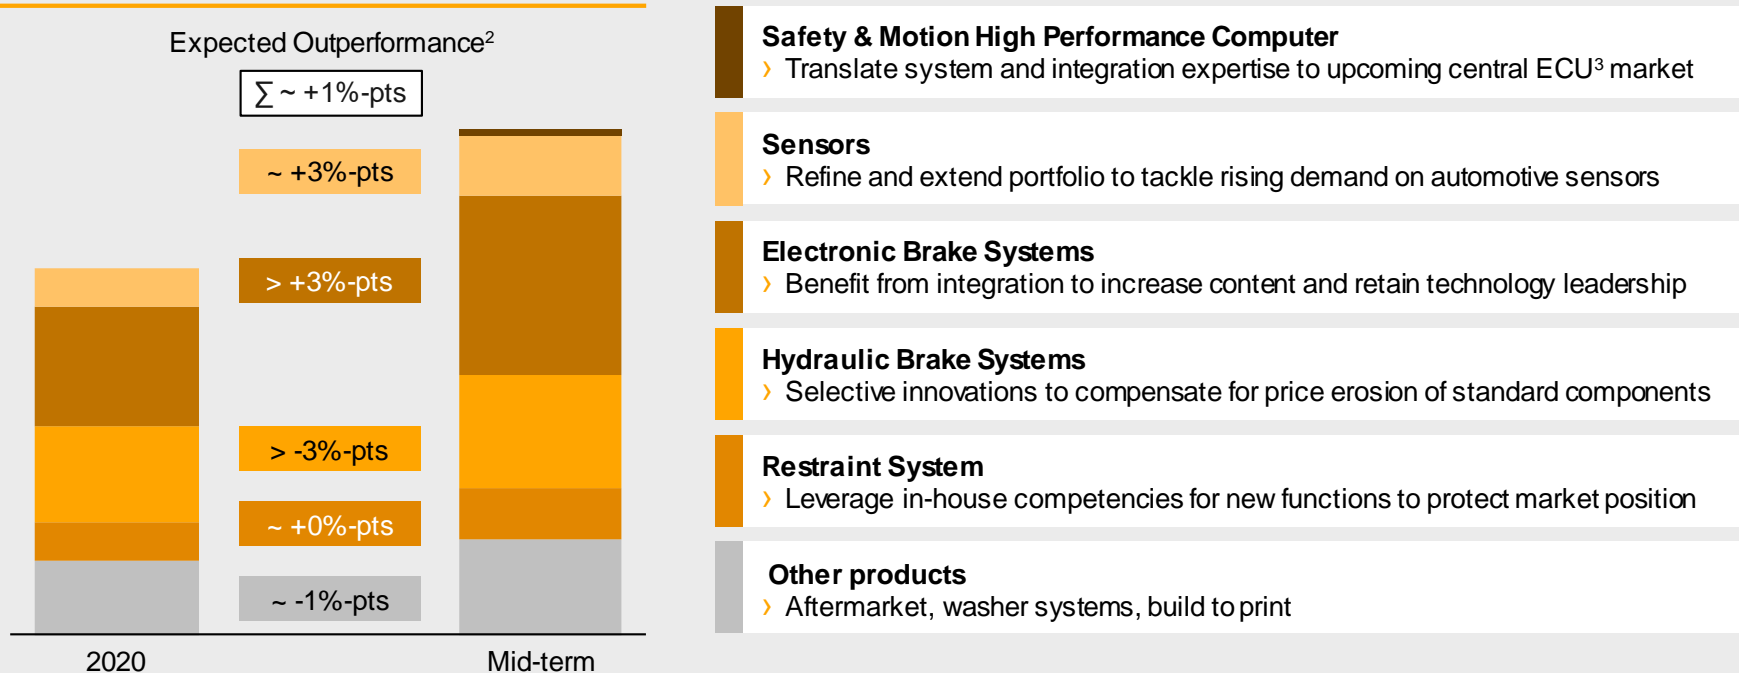 Expected Outperformance²
∑ ~ +1%-pts
~ +3%-pts
> +3%-pts
> -3%-pts
~ +0%-pts
~ -1%-pts
2020
Mid-term
Safety & Motion High Performance Computer
› Translate system and integration expertise to upcoming central ECU³ market
Sensors
› Refine and extend portfolio to tackle rising demand on automotive sensors
Electronic Brake Systems
› Benefit from integration to increase content and retain technology leadership
Hydraulic Brake Systems
› Selective innovations to compensate for price erosion of standard components
Restraint System
› Leverage in-house competencies for new functions to protect market position
Other products
› Aftermarket, washer systems, build to print